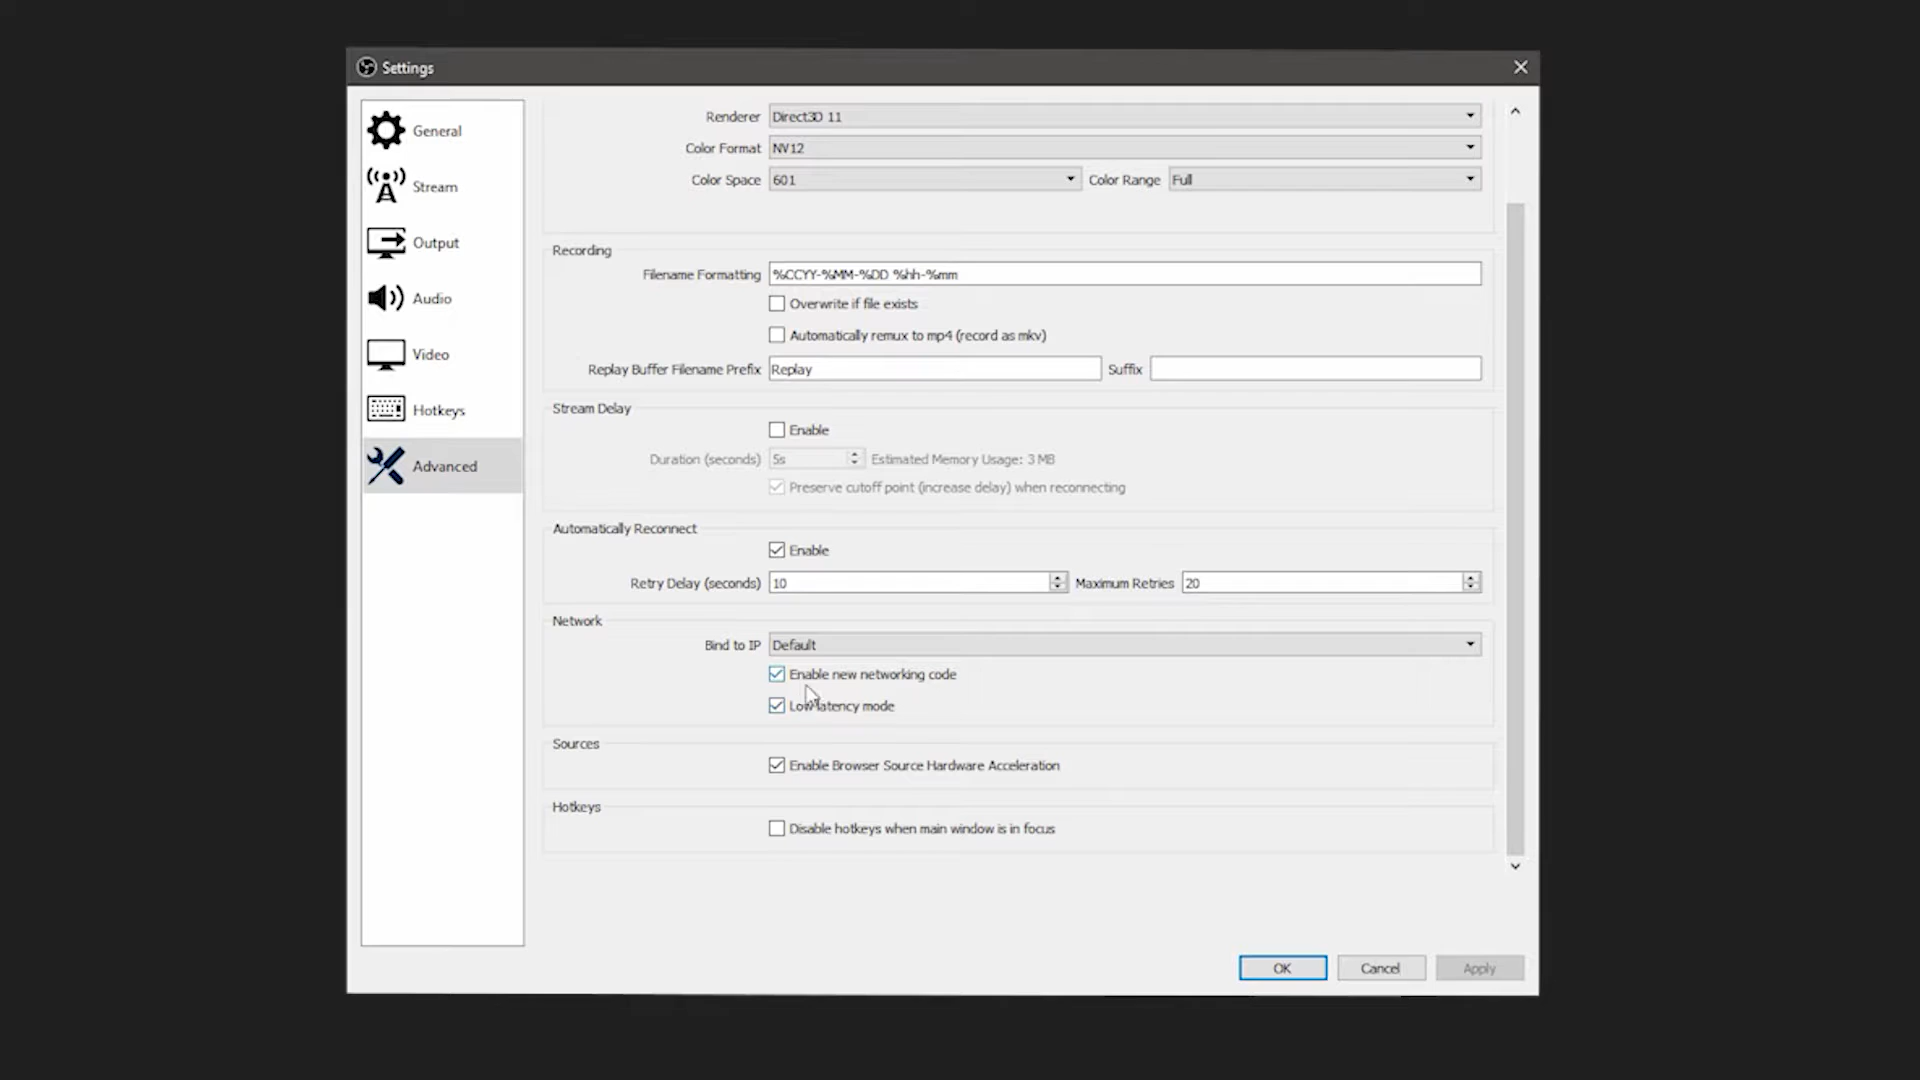 Settings
General
Stream
Output
Audio
Video
Hotkeys
Advanced
Renderer Direct3D 11
Color Format NV12
Color Space 601 Color Range Full
Recording
Filename Formatting %CCYY-%MM-%DD %hh-%mm
Overwrite if file exists
Automatically remux to mp4 (record as mkv)
Replay Buffer Filename Prefix Replay Suffix
Stream Delay
Enable
Duration (seconds) 5s Estimated Memory Usage: 3 MB
Preserve cutoff point (increase delay) when reconnecting
Automatically Reconnect
Enable
Retry Delay (seconds) 10 Maximum Retries 20
Network
Bind to IP Default
Enable new networking code
Low latency mode
Sources
Enable Browser Source Hardware Acceleration
Hotkeys
Disable hotkeys when main window is in focus
OK Cancel Apply